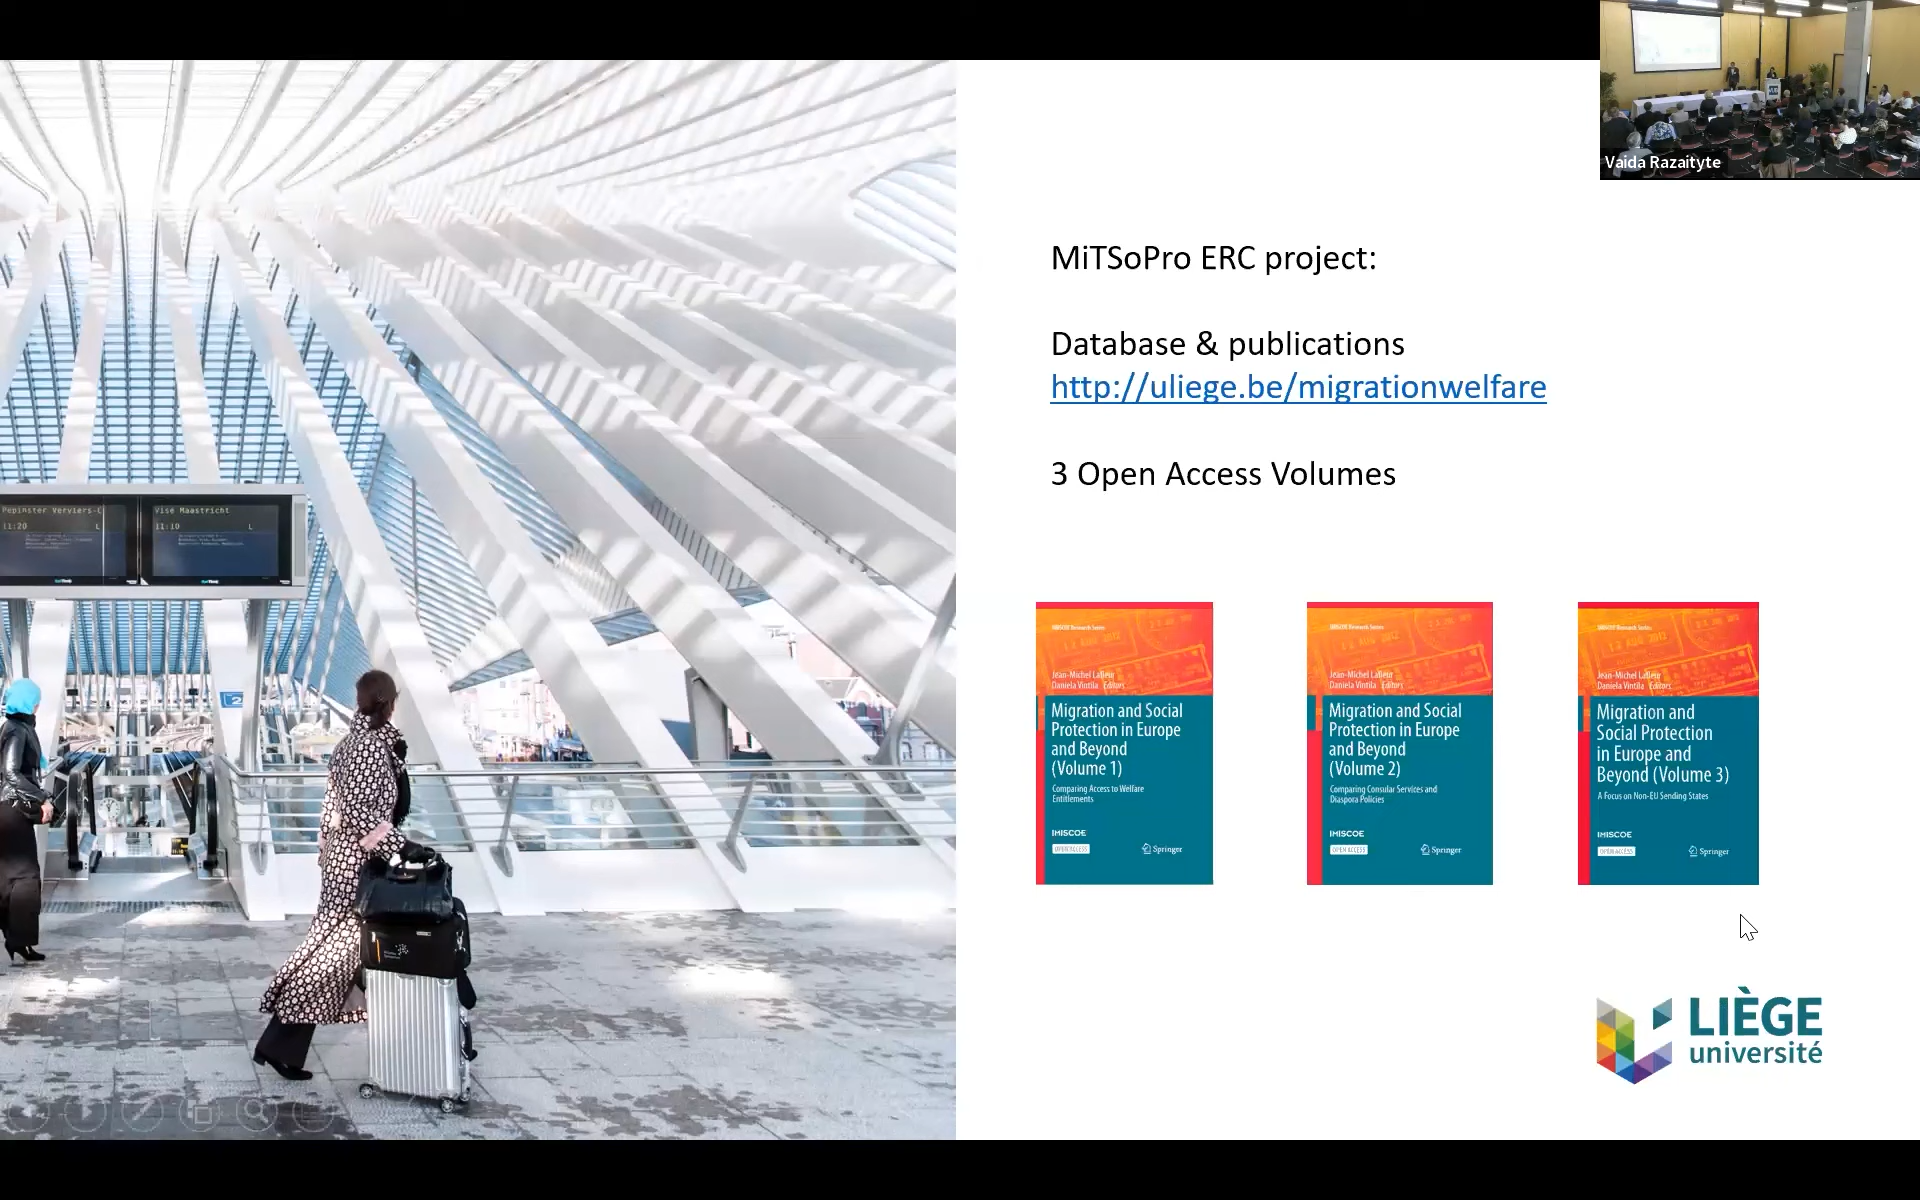 Vaida Razaityte
MiTSoPro ERC project:
Database & publications
http://uliege.be/migrationwelfare
3 Open Access Volumes
Pepinster Verviers-C
11:20 L
Vise Maastricht
11:10 L
2
IMISCOE Research Series
Jean-Michel Lafleur
Daniela Vintila Editors
Migration and Social
Protection in Europe
and Beyond
(Volume 1)
Comparing Access to Welfare
Entitlements
IMISCOE
OPEN ACCESS
Springer
IMISCOE Research Series
Jean-Michel Lafleur
Daniela Vintila Editors
Migration and Social
Protection in Europe
and Beyond
(Volume 2)
Comparing Consular Services and
Diaspora Policies
IMISCOE
OPEN ACCESS
Springer
IMISCOE Research Series
Jean-Michel Lafleur
Daniela Vintila Editors
Migration and
Social Protection
in Europe and
Beyond (Volume 3)
A Focus on Non-EU Sending States
IMISCOE
OPEN ACCESS
Springer
LIÈGE
université